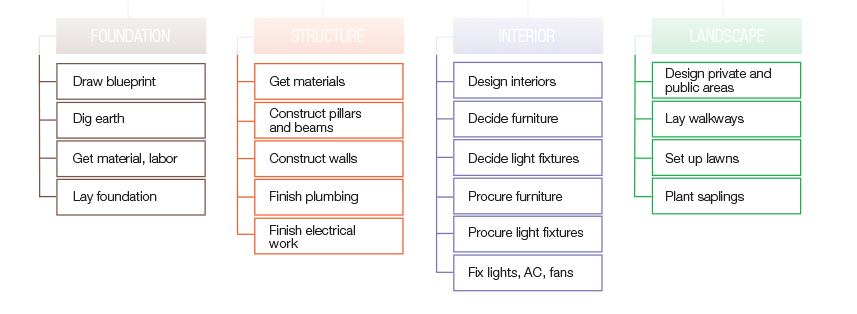 FOUNDATION
Draw blueprint
Dig earth
Get material, labor
Lay foundation
STRUCTURE
Get materials
Construct pillars
and beams
Construct walls
Finish plumbing
Finish electrical
work
INTERIOR
Design interiors
Decide furniture
Decide light fixtures
Procure furniture
Procure light fixtures
Fix lights, AC, fans
LANDSCAPE
Design private and
public areas
Lay walkways
Set up lawns
Plant saplings